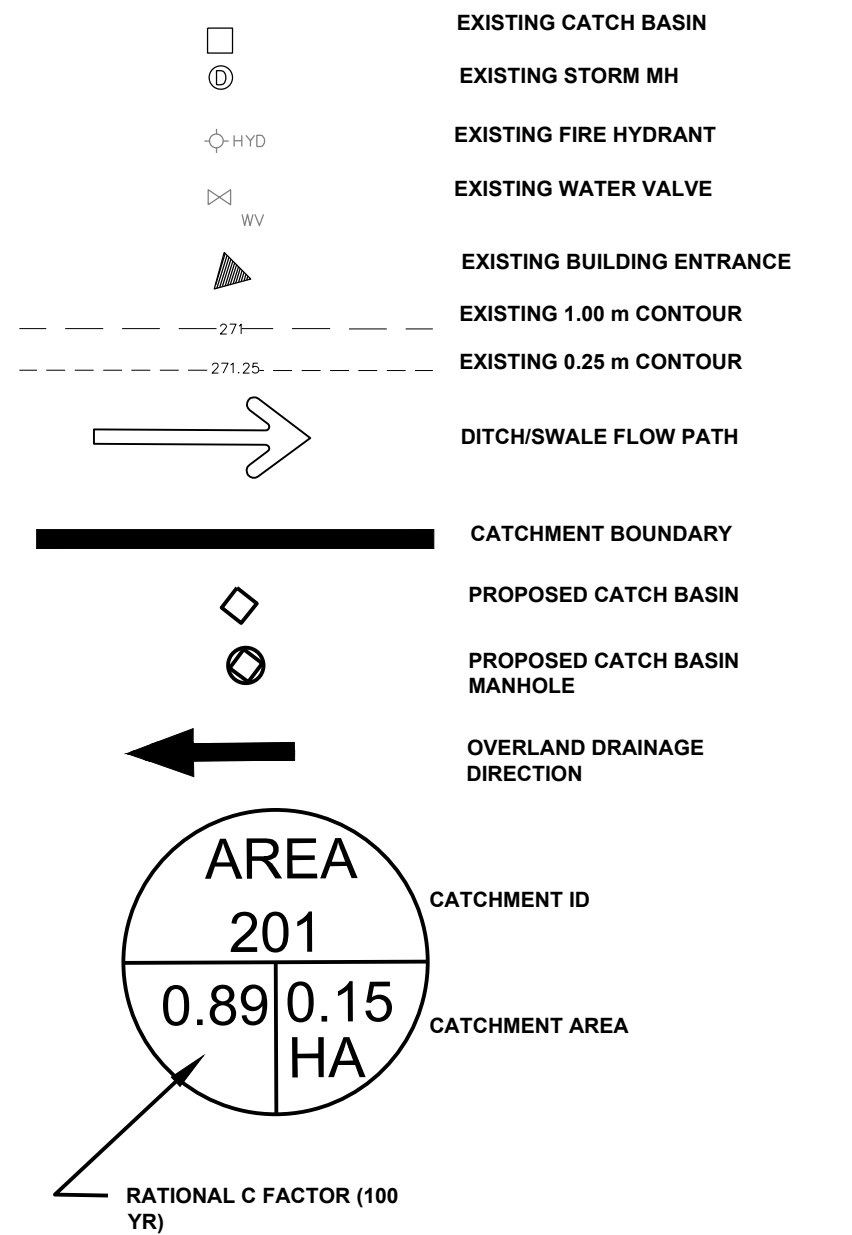 EXISTING CATCH BASIN
D
EXISTING STORM MH
HYD
EXISTING FIRE HYDRANT
EXISTING WATER VALVE
WV
EXISTING BUILDING ENTRANCE
EXISTING 1.00 m CONTOUR
271
EXISTING 0.25 m CONTOUR
271.25
DITCH/SWALE FLOW PATH
CATCHMENT BOUNDARY
PROPOSED CATCH BASIN
PROPOSED CATCH BASIN
MANHOLE
OVERLAND DRAINAGE
DIRECTION
AREA
201
CATCHMENT ID
0.89
0.15
HA
CATCHMENT AREA
RATIONAL C FACTOR (100
YR)